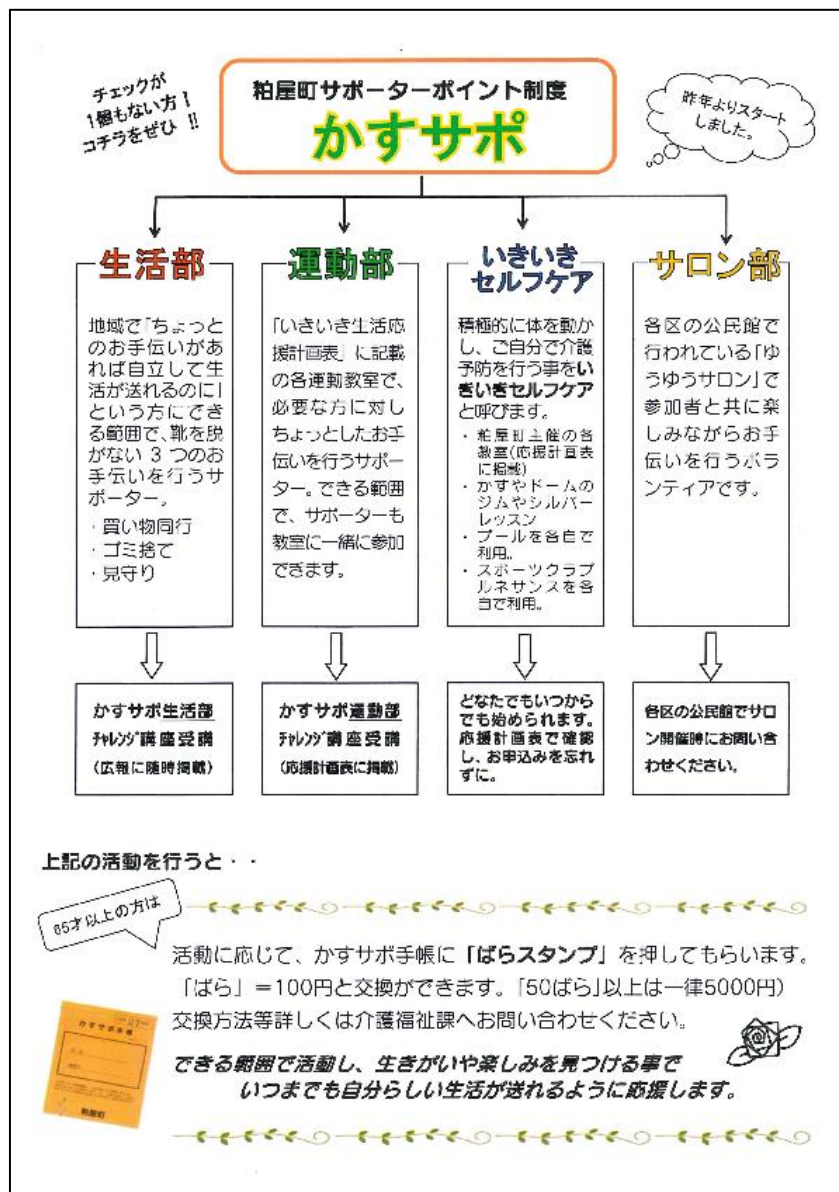 チェックが
1個もない方!
コチラをぜひ!!
粕屋町サポーターポイント制度
かすサポ
昨年よりスタート
しました。
生活部
地域で「ちょっと
のお手伝いがあ
れば自立して生
活が送れるのに」
という方にでき
る範囲で、靴を脱
がない3つのお
手伝いを行うサ
ポーター。
・買い物同行
・ゴミ捨て
・見守り
かすサポ生活部
チャレンジ講座受講
(広報に随時掲載)
運動部
「いきいき生活応
援計画表」に記載
の各運動教室で、
必要な方に対し
ちょっとしたお手
伝いを行うサポー
ター。できる範囲
で、サポーターも
教室に一緒に参加
できます。
かすサポ運動部
チャレンジ講座受講
(応援計画表に掲載)
いきいき
セルフケア
積極的に体を動か
し、ご自分で介護
予防を行う事をい
きいきセルフケア
と呼びます。
・粕屋町主催の各
教室(応援計画表
に掲載)
・かすやドームの
ジムやシルバー
レッスン
・プールを各自で
利用。
・スポーツクラブ
ルネサンスを各
自で利用。
どなたでもいつから
でも始められます。
応援計画表で確認
し、お申込みを忘れ
ずに。
サロン部
各区の公民館で
行われている「ゆ
うゆうサロン」で
参加者と共に楽
しみながらお手
伝いを行うボラ
ンティアです。
各区の公民館でサロ
ン開催時にお問い合
わせください。
上記の活動を行うと・・
65才以上の方は
活動に応じて、かすサポ手帳に「ばらスタンプ」を押してもらいます。
「ばら」=100円と交換ができます。「50ばら」以上は一律5000円)
交換方法等詳しくは介護福祉課へお問い合わせください。
できる範囲で活動し、生きがいや楽しみを見つける事で
いつまでも自分らしい生活が送れるように応援します。
かすサポ手帳
粕屋町